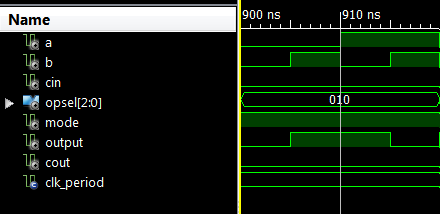 Name
900 ns
910 ns
a
b
cin
opsel[2:0]
010
mode
output
cout
clk_period